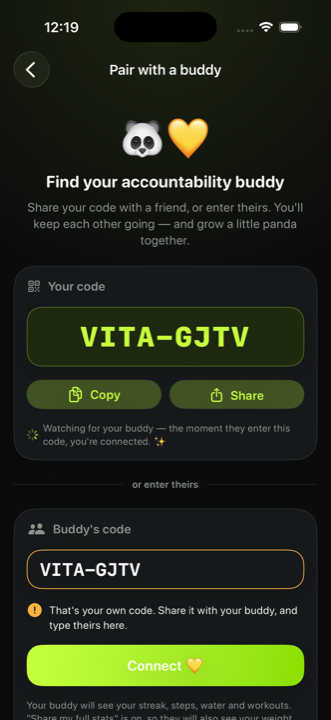 12:19
Pair with a buddy
Find your accountability buddy
Share your code with a friend, or enter theirs. You'll
keep each other going — and grow a little panda
together.
Your code
VITA-GJTV
Copy
Share
Watching for your buddy — the moment they enter this
code, you're connected. ✨
or enter theirs
Buddy's code
VITA-GJTV
That's your own code. Share it with your buddy, and
type theirs here.
Connect 💛
Your buddy will see your streak, steps, water and workouts.
"Share my full stats" is on, so they will also see your weight